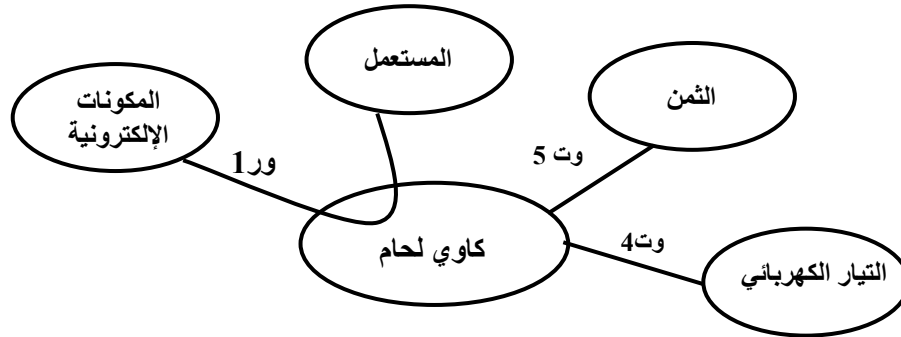 المستعمل
المكونات
الإلكترونية
الثمن
ور1
وت 5
كاوي لحام
وت4
التيار الكهربائي